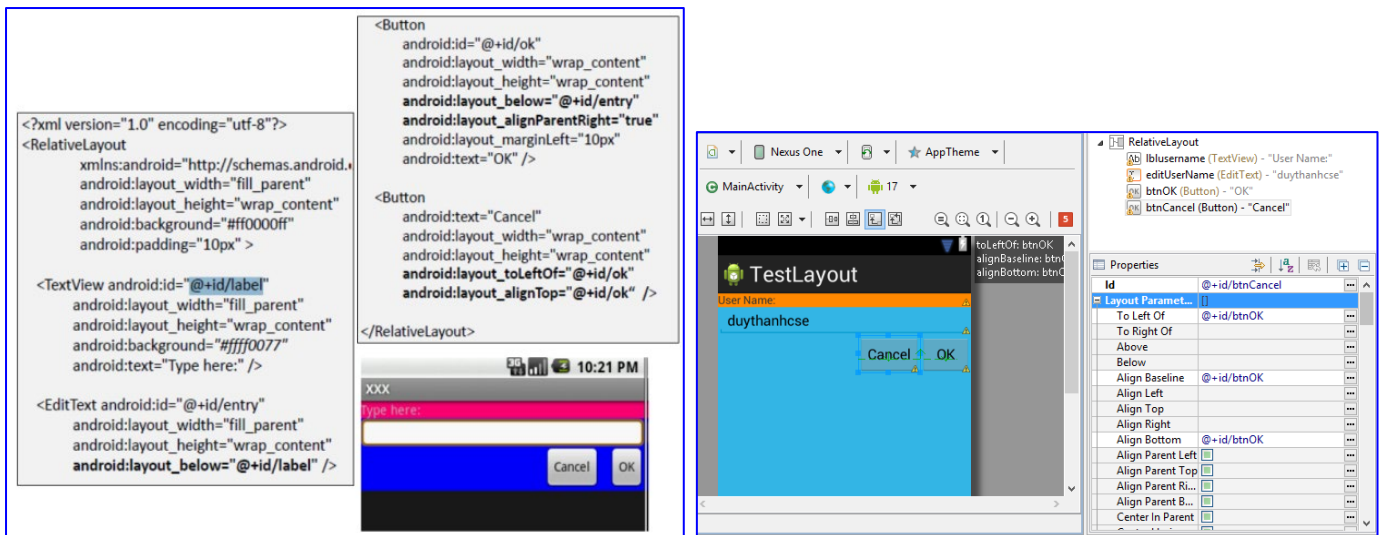 <?xml version="1.0" encoding="utf-8"?>
<RelativeLayout
xmlns:android="http://schemas.android.
android:layout_width="fill_parent"
android:layout_height="wrap_content"
android:background="#ff0000ff"
android:padding="10px" >
<TextView android:id="@+id/label"
android:layout_width="fill_parent"
android:layout_height="wrap_content"
android:background="#ffff0077"
android:text="Type here:" />
<EditText android:id="@+id/entry"
android:layout_width="fill_parent"
android:layout_height="wrap_content"
android:layout_below="@+id/label" />
<Button
android:id="@+id/ok"
android:layout_width="wrap_content"
android:layout_height="wrap_content"
android:layout_below="@+id/entry"
android:layout_alignParentRight="true"
android:layout_marginLeft="10px"
android:text="OK" />
<Button
android:text="Cancel"
android:layout_width="wrap_content"
android:layout_height="wrap_content"
android:layout_toLeftOf="@+id/ok"
android:layout_alignTop="@+id/ok“ />
</RelativeLayout>
3G 10:21 PM
XXX
Type here:
Cancel OK
Nexus One AppTheme
MainActivity 17
5
toLeftOf: btnOK
alignBaseline: btn
alignBottom: btn
TestLayout
User Name:
duythanhcse
Cancel OK
RelativeLayout
lblusername (TextView) - "User Name:"
editUserName (EditText) - "duythanhcse"
btnOK (Button) - "OK"
btnCancel (Button) - "Cancel"
Properties
Id @+id/btnCancel
Layout Paramet... []
To Left Of @+id/btnOK
To Right Of
Above
Below
Align Baseline @+id/btnOK
Align Left
Align Top
Align Right
Align Bottom @+id/btnOK
Align Parent Left
Align Parent Top
Align Parent Ri...
Align Parent B...
Center In Parent